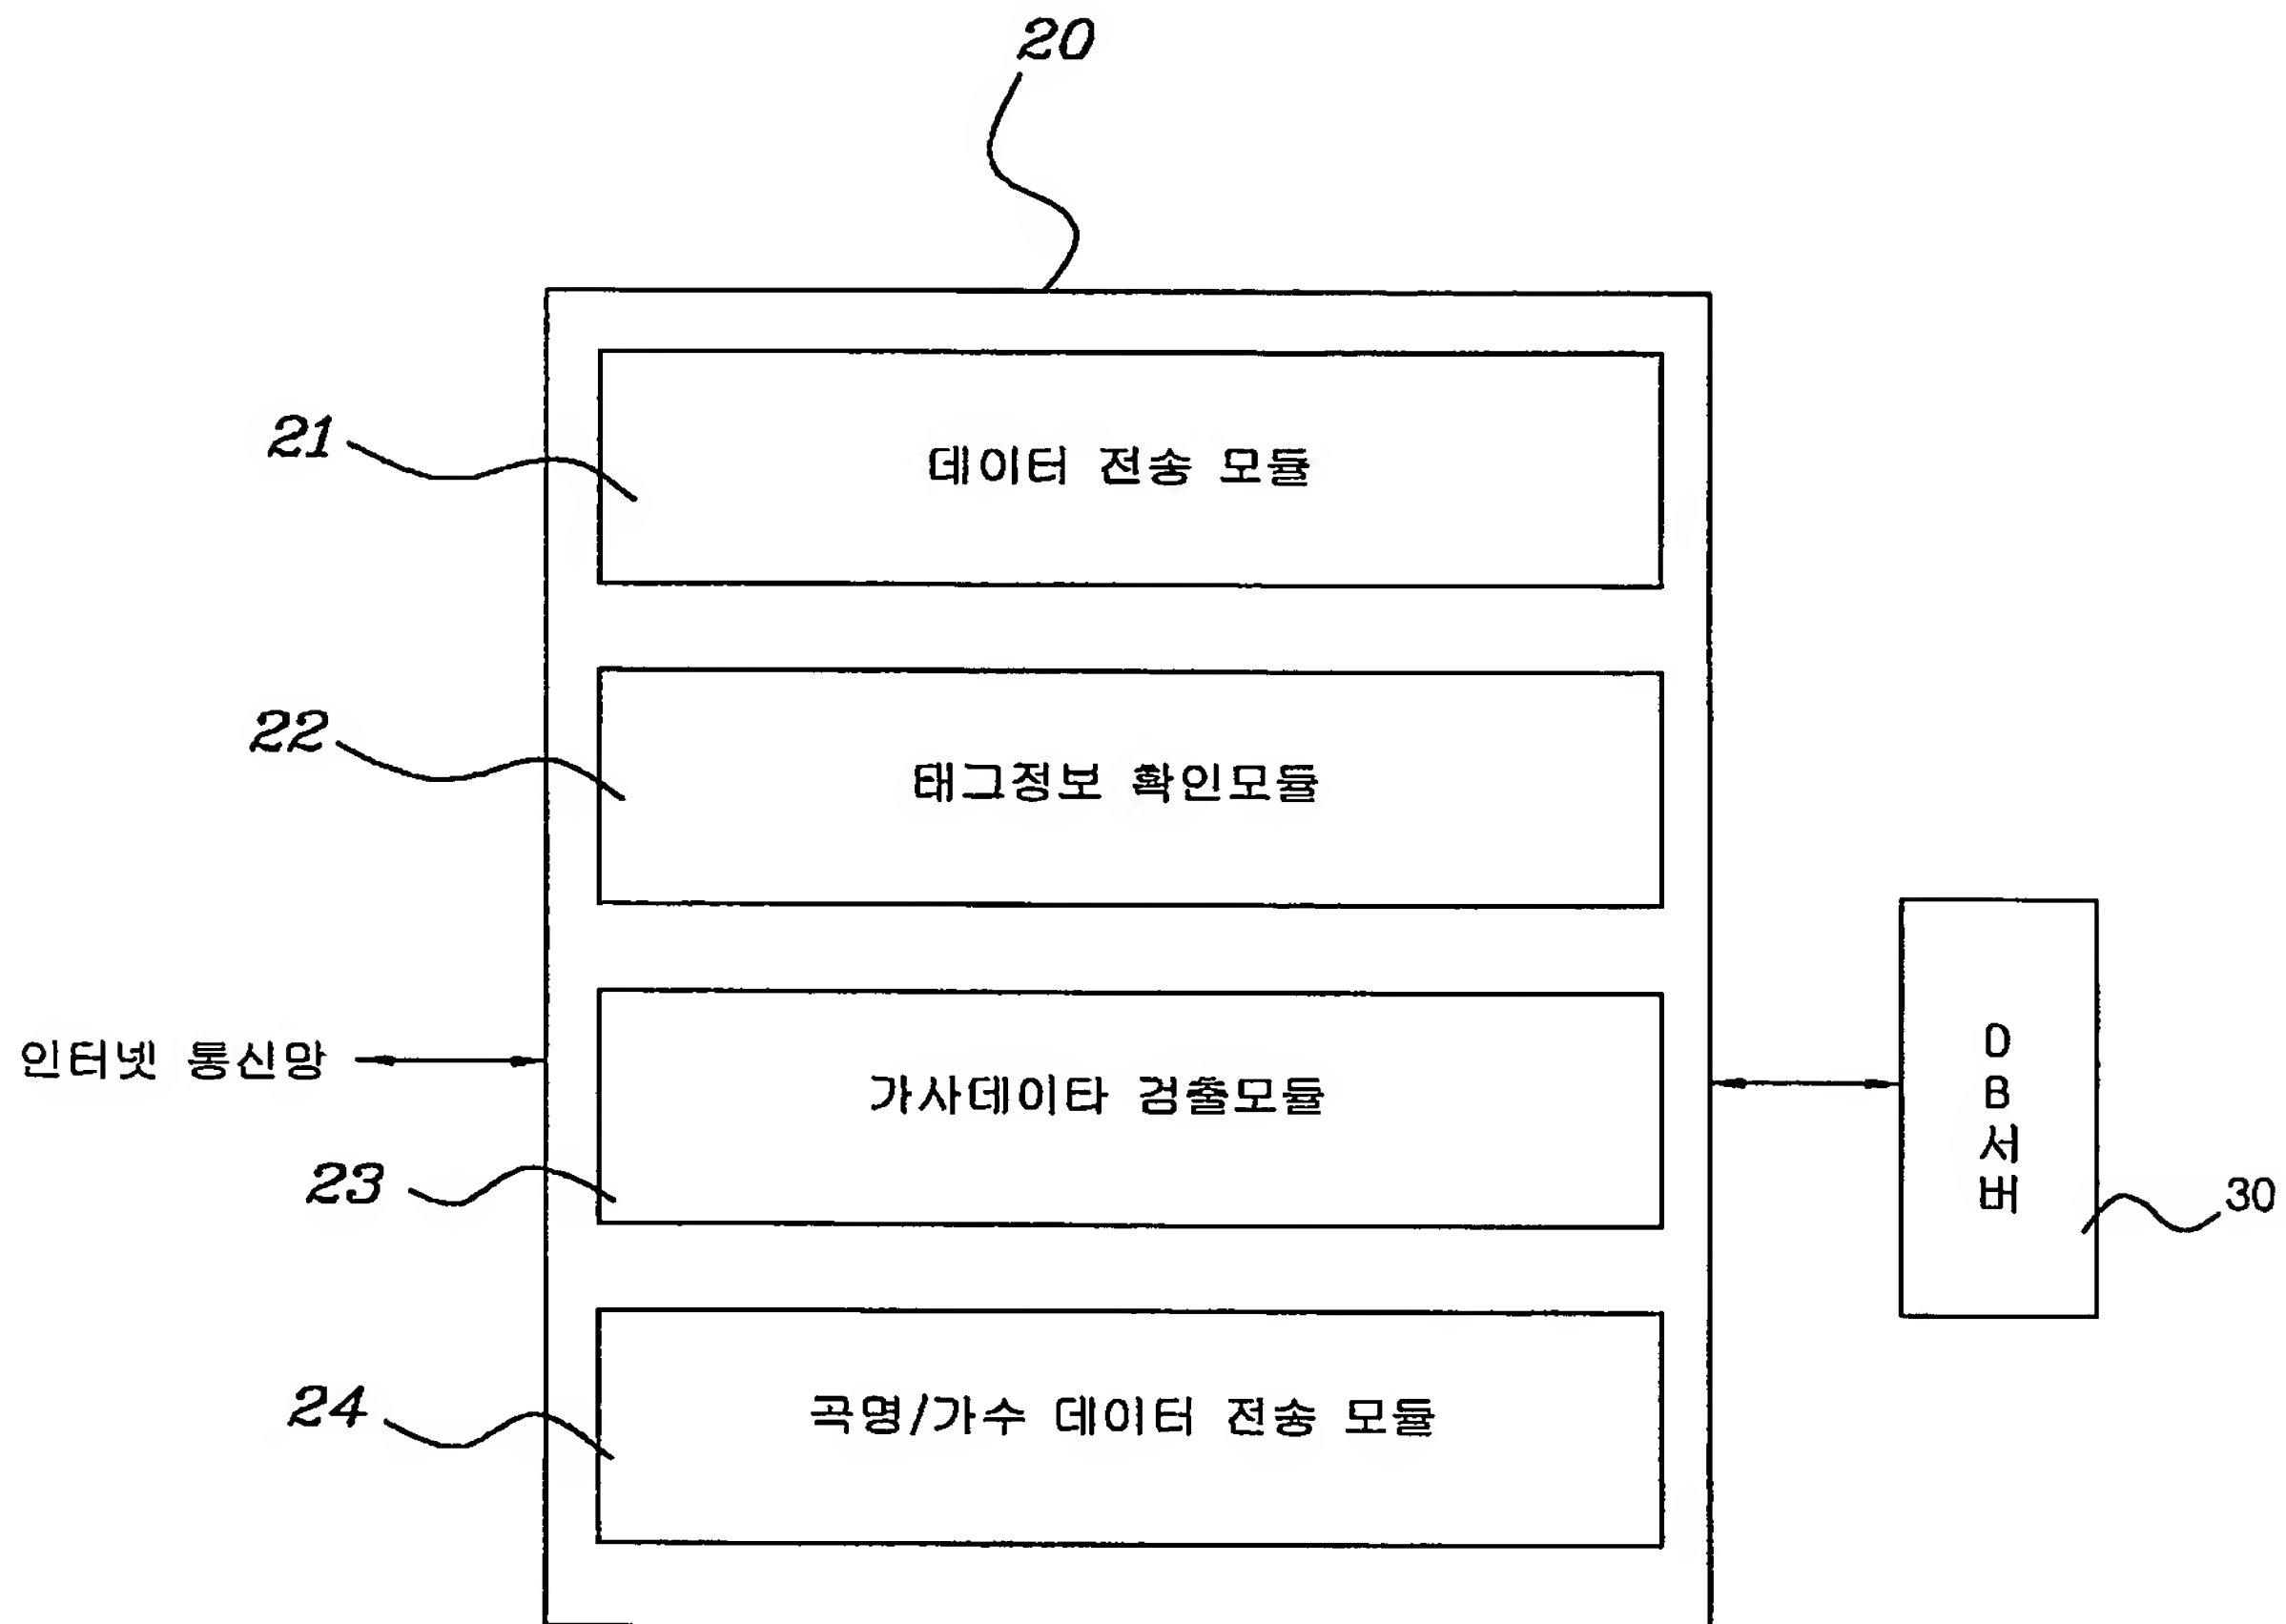 20
21
데이터 전송 모듈
22
태그정보 확인모듈
인터넷 통신망
가사데이타 검출모듈
23
DB서버
30
24
곡명/가수 데이터 전송 모듈